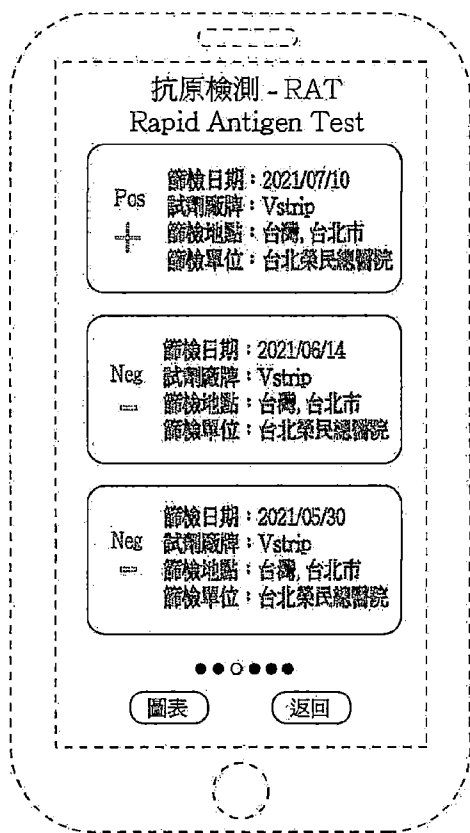 抗原檢測 - RAT
Rapid Antigen Test
Pos
+
篩檢日期：2021/07/10
試劑廠牌：Vstrip
篩檢地點：台灣, 台北市
篩檢單位：台北榮民總醫院
Neg
-
篩檢日期：2021/06/14
試劑廠牌：Vstrip
篩檢地點：台灣, 台北市
篩檢單位：台北榮民總醫院
Neg
-
篩檢日期：2021/05/30
試劑廠牌：Vstrip
篩檢地點：台灣, 台北市
篩檢單位：台北榮民總醫院
圖表
返回